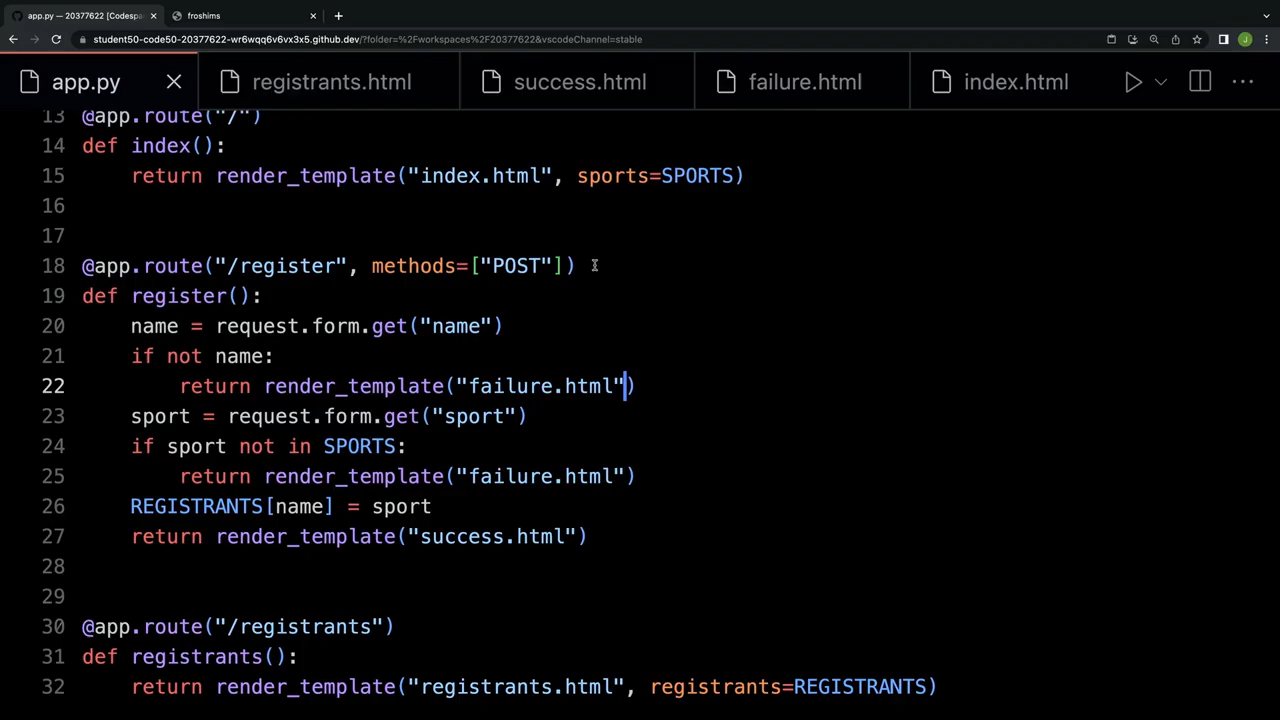 app.py — 20377622 [Codespa
froshims
student50-code50-20377622-wr6wqq6v6vx3x5.github.dev/?folder=%2Fworkspaces%2F20377622&vscodeChannel=stable
J
app.py registrants.html success.html failure.html index.html
13 @app.route("/")
14 def index():
15 return render_template("index.html", sports=SPORTS)
16
17
18 @app.route("/register", methods=["POST"])
19 def register():
20 name = request.form.get("name")
21 if not name:
22 return render_template("failure.html")
23 sport = request.form.get("sport")
24 if sport not in SPORTS:
25 return render_template("failure.html")
26 REGISTRANTS[name] = sport
27 return render_template("success.html")
28
29
30 @app.route("/registrants")
31 def registrants():
32 return render_template("registrants.html", registrants=REGISTRANTS)